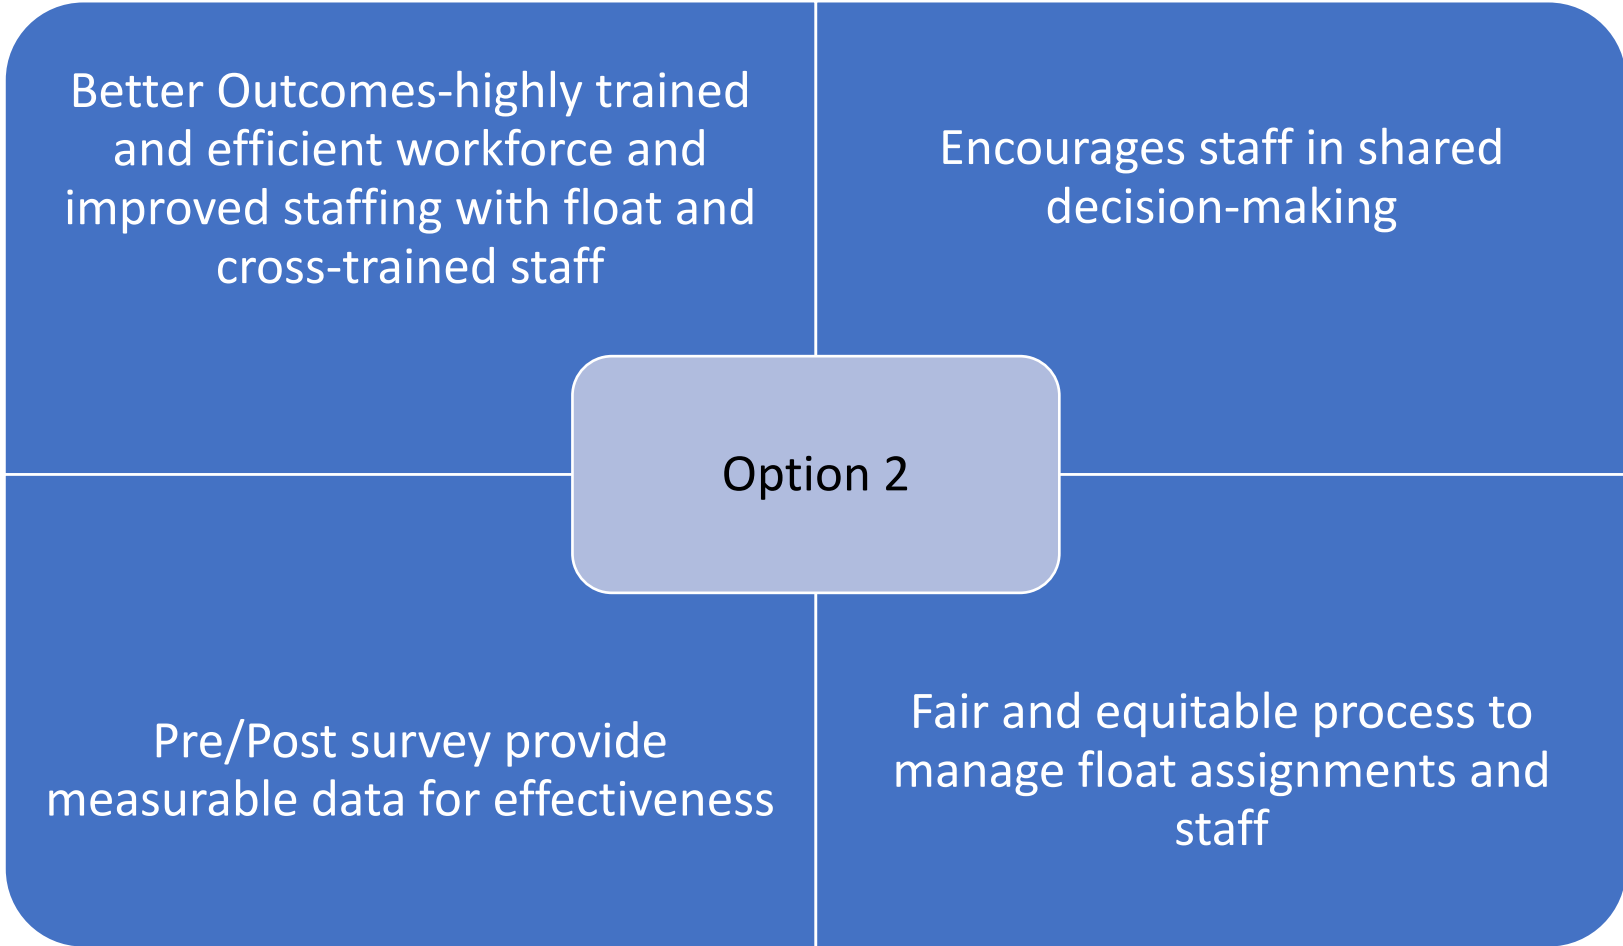 Better Outcomes-highly trained
and efficient workforce and
improved staffing with float and
cross-trained staff
Encourages staff in shared
decision-making
Option 2
Pre/Post survey provide
measurable data for effectiveness
Fair and equitable process to
manage float assignments and
staff